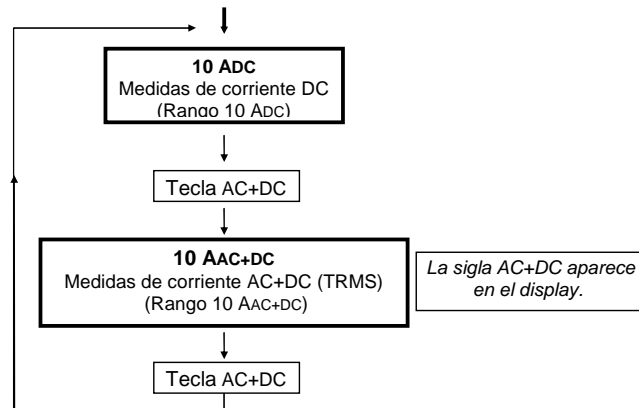 10 ADC
Medidas de corriente DC
(Rango 10 ADC)
Tecla AC+DC
10 AAC+DC
Medidas de corriente AC+DC (TRMS)
(Rango 10 AAC+DC)
La sigla AC+DC aparece
en el display.
Tecla AC+DC